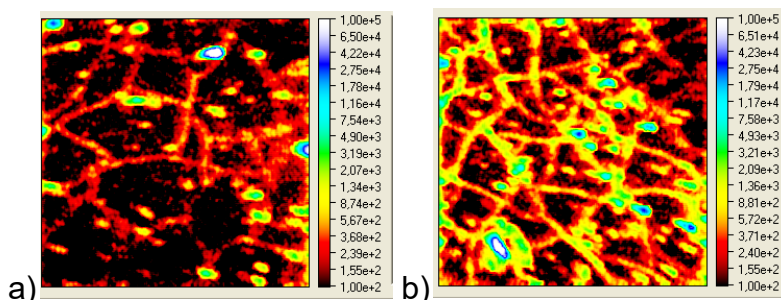 1,00e+5
6,50e+4
4,22e+4
2,75e+4
1,78e+4
1,16e+4
7,54e+3
4,90e+3
3,19e+3
2,07e+3
1,34e+3
8,74e+2
5,67e+2
3,68e+2
2,39e+2
1,55e+2
1,00e+2
a)
1,00e+5
6,51e+4
4,23e+4
2,75e+4
1,79e+4
1,17e+4
7,58e+3
4,93e+3
3,21e+3
2,09e+3
1,36e+3
8,81e+2
5,72e+2
3,71e+2
2,40e+2
1,55e+2
1,00e+2
b)